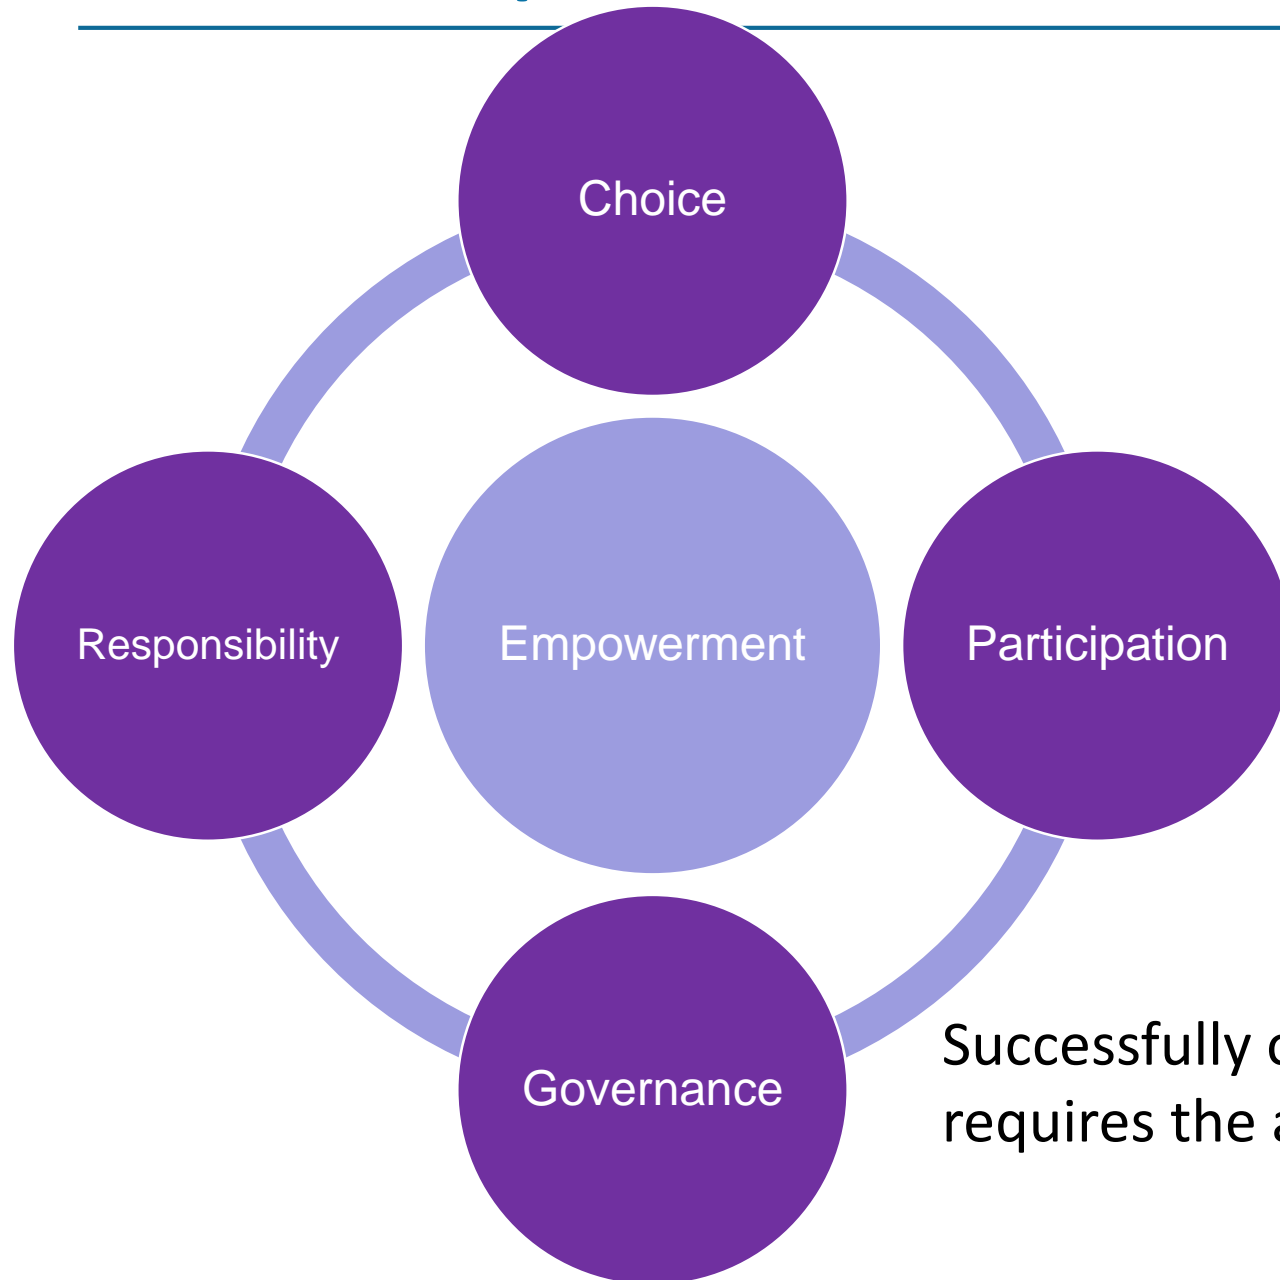 Choice
Responsibility
Empowerment
Participation
Governance
Successfully
requires the